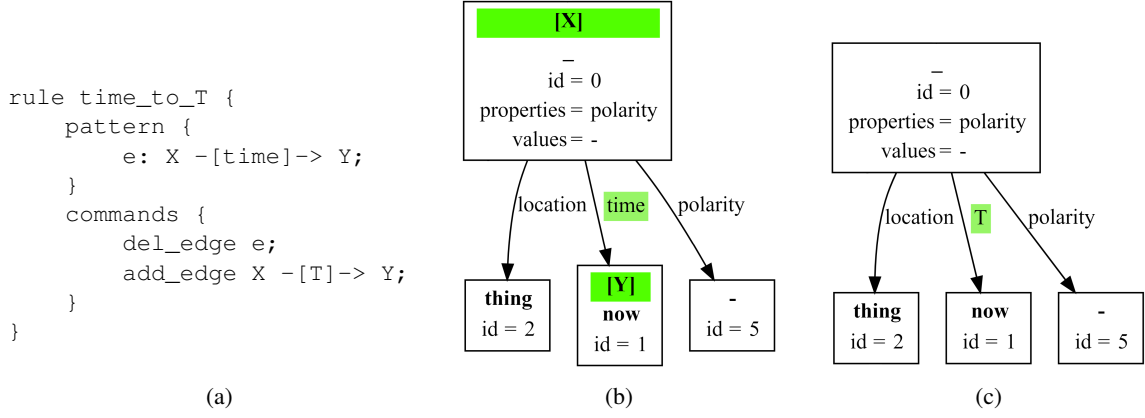 rule time_to_T {
pattern {
e: X -[time]-> Y;
}
commands {
del_edge e;
add_edge X -[T]-> Y;
}
}
(a)
[X]
_
id = 0
properties = polarity
values = -
location
time
polarity
thing
id = 2
[Y]
now
id = 1
-
id = 5
(b)
_
id = 0
properties = polarity
values = -
location
T
polarity
thing
id = 2
now
id = 1
-
id = 5
(c)